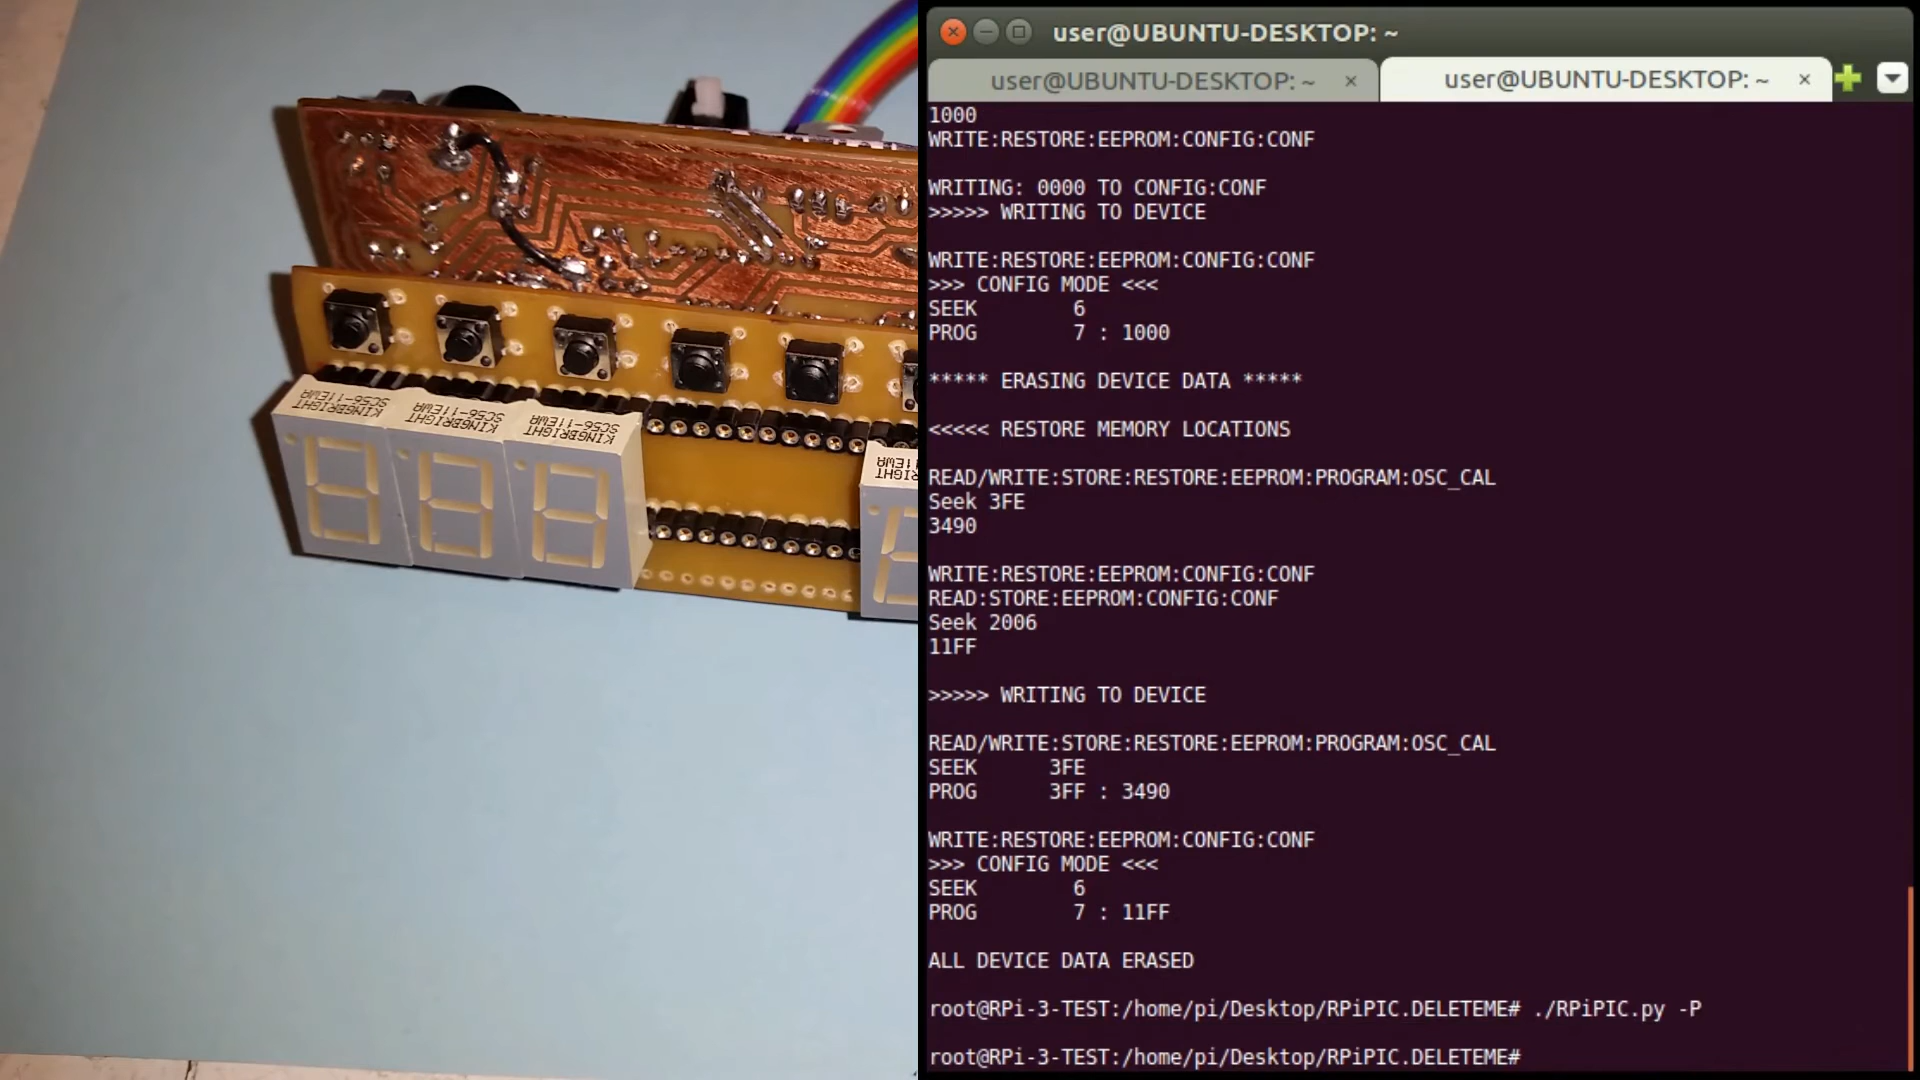 KINGBRIGHT
SC56-11EWA
KINGBRIGHT
SC56-11EWA
KINGBRIGHT
SC56-11EWA
user@UBUNTU-DESKTOP: ~
user@UBUNTU-DESKTOP: ~
user@UBUNTU-DESKTOP: ~
1000
WRITE:RESTORE:EEPROM:CONFIG:CONF
WRITING: 0000 TO CONFIG:CONF
>>>>> WRITING TO DEVICE
WRITE:RESTORE:EEPROM:CONFIG:CONF
>>> CONFIG MODE <<<
SEEK 6
PROG 7 : 1000
***** ERASING DEVICE DATA *****
<<<<< RESTORE MEMORY LOCATIONS
READ/WRITE:STORE:RESTORE:EEPROM:PROGRAM:OSC_CAL
Seek 3FE
3490
WRITE:RESTORE:EEPROM:CONFIG:CONF
READ:STORE:EEPROM:CONFIG:CONF
Seek 2006
11FF
>>>>> WRITING TO DEVICE
READ/WRITE:STORE:RESTORE:EEPROM:PROGRAM:OSC_CAL
SEEK 3FE
PROG 3FF : 3490
WRITE:RESTORE:EEPROM:CONFIG:CONF
>>> CONFIG MODE <<<
SEEK 6
PROG 7 : 11FF
ALL DEVICE DATA ERASED
root@RPi-3-TEST:/home/pi/Desktop/RPiPIC.DELETEME# ./RPiPIC.py -P
root@RPi-3-TEST:/home/pi/Desktop/RPiPIC.DELETEME#